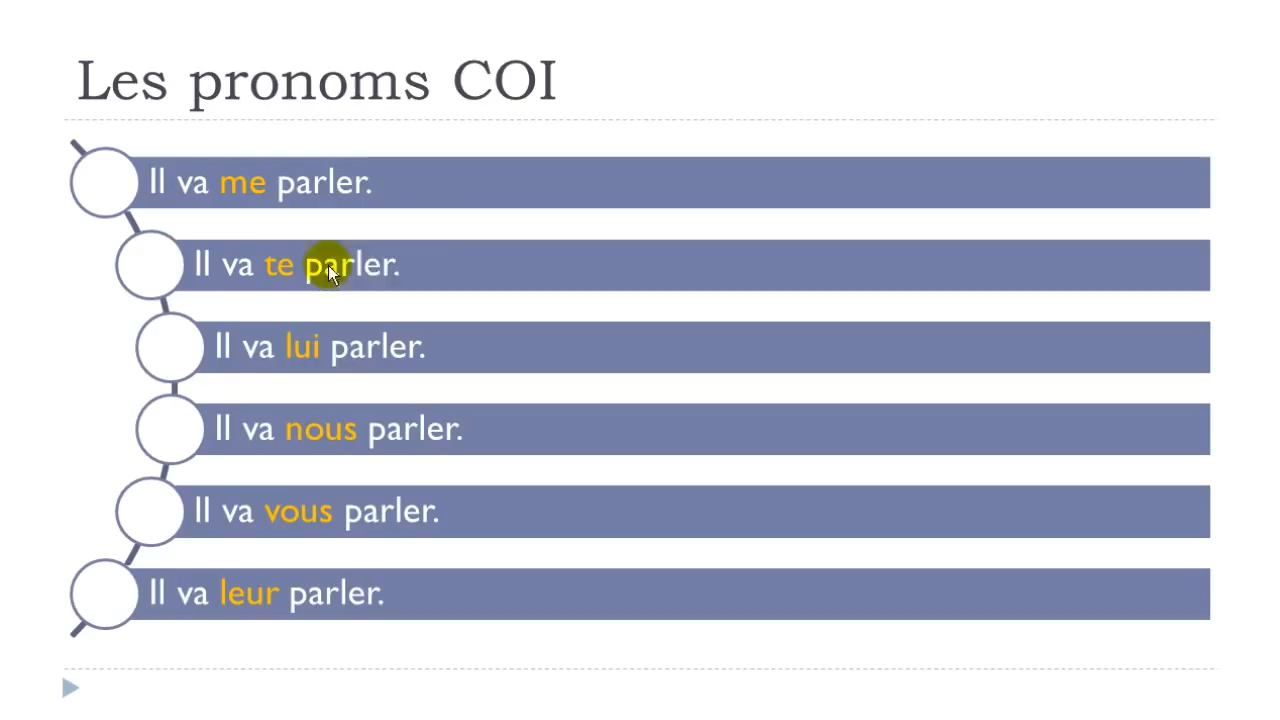 Les pronoms COI
Il va me parler.
Il va te parler.
Il va lui parler.
Il va nous parler.
Il va vous parler.
Il va leur parler.